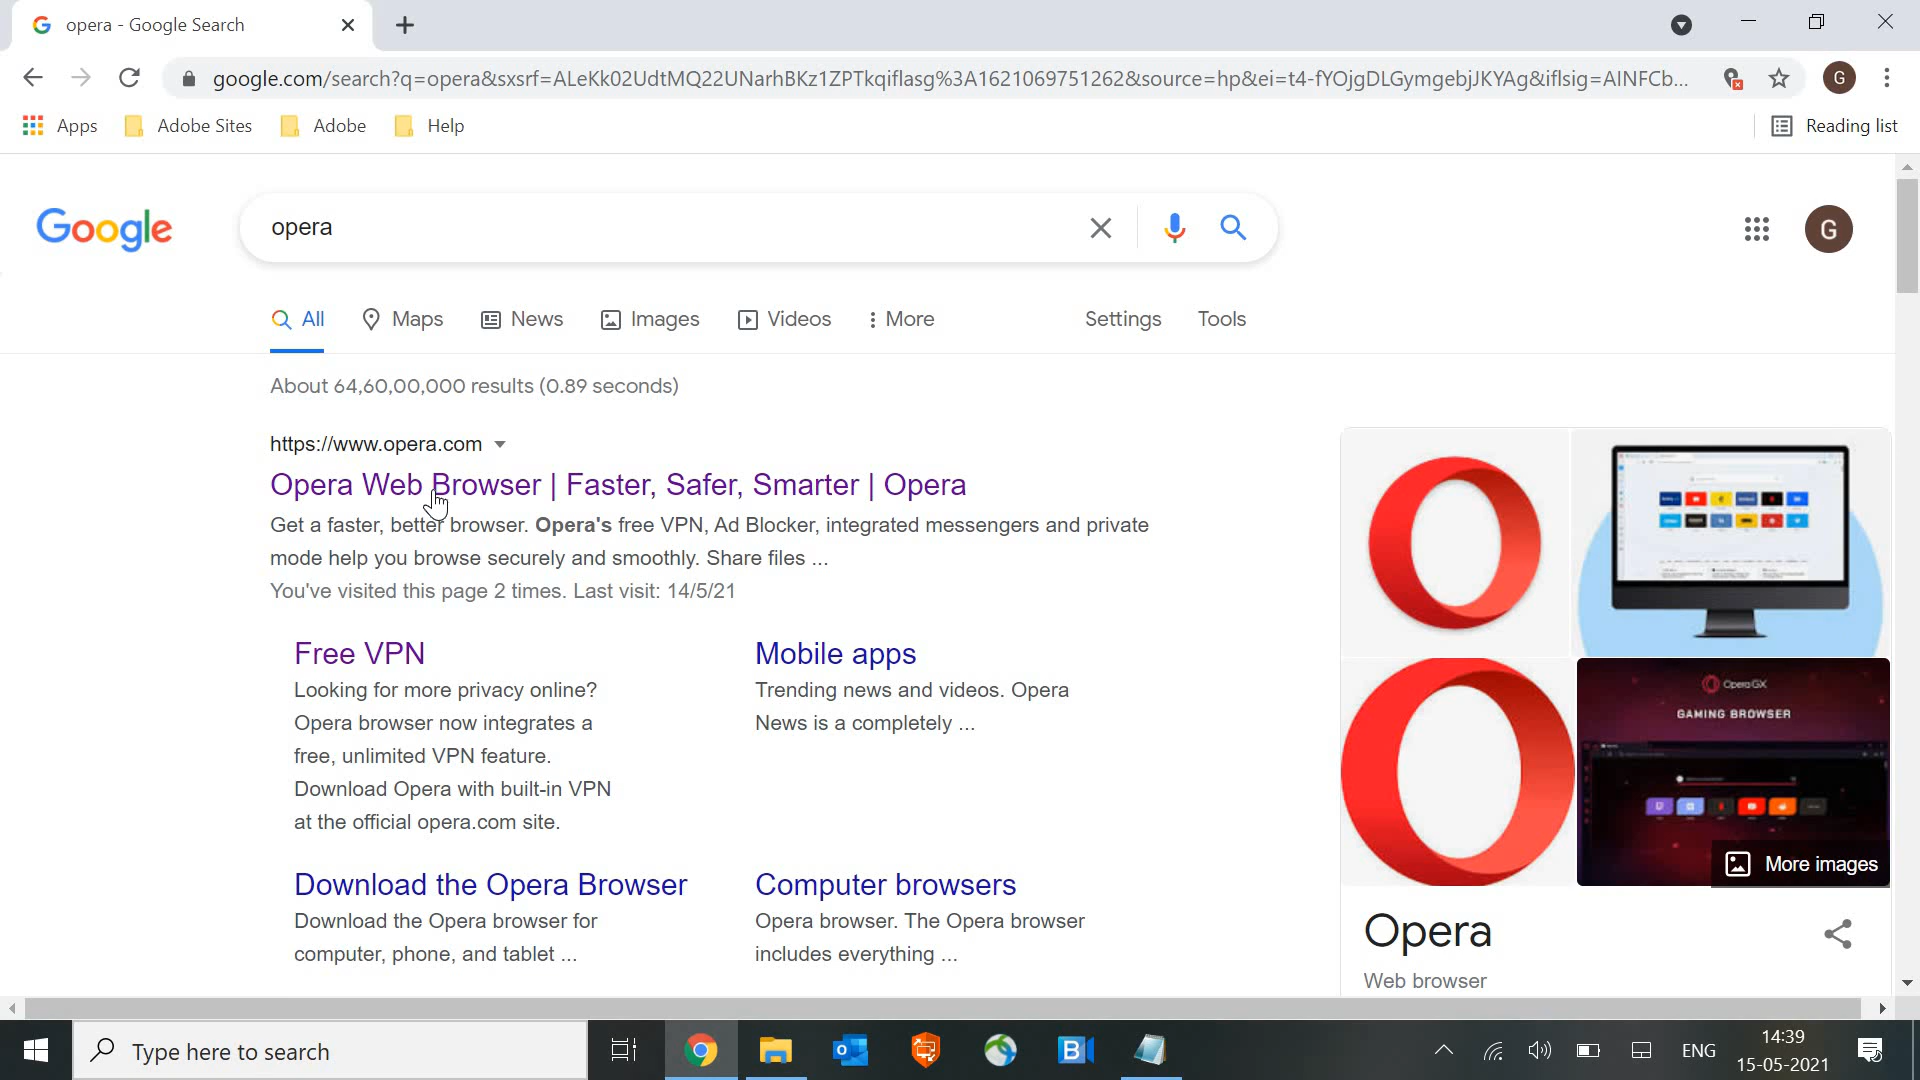 opera - Google Search
google.com/search?q=opera&sxsrf=ALeKk02UdtMQ22UNarhBKz1ZPTkqiflasg%3A1621069751262&source=hp&ei=t4-fYOjgDLGymgebjJKYAg&iflsig=AINFCb...
G
Apps
Adobe Sites
Adobe
Help
Reading list
Google
opera
G
All
Maps
News
Images
Videos
More
Settings
Tools
About 64,60,00,000 results (0.89 seconds)
https://www.opera.com
Opera Web Browser | Faster, Safer, Smarter | Opera
Get a faster, better browser. Opera's free VPN, Ad Blocker, integrated messengers and private
mode help you browse securely and smoothly. Share files ...
You've visited this page 2 times. Last visit: 14/5/21
Free VPN
Looking for more privacy online?
Opera browser now integrates a
free, unlimited VPN feature.
Download Opera with built-in VPN
at the official opera.com site.
Mobile apps
Trending news and videos. Opera
News is a completely ...
Download the Opera Browser
Download the Opera browser for
computer, phone, and tablet ...
Computer browsers
Opera browser. The Opera browser
includes everything ...
Opera GX
GAMING BROWSER
More images
Opera
Web browser
Type here to search
ENG
14:39
15-05-2021